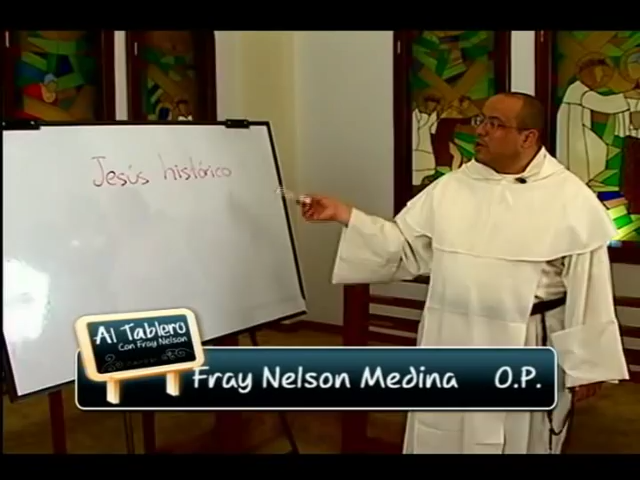 Jesús histórico
Al Tablero
Con Fray Nelson
Fray Nelson Medina O.P.